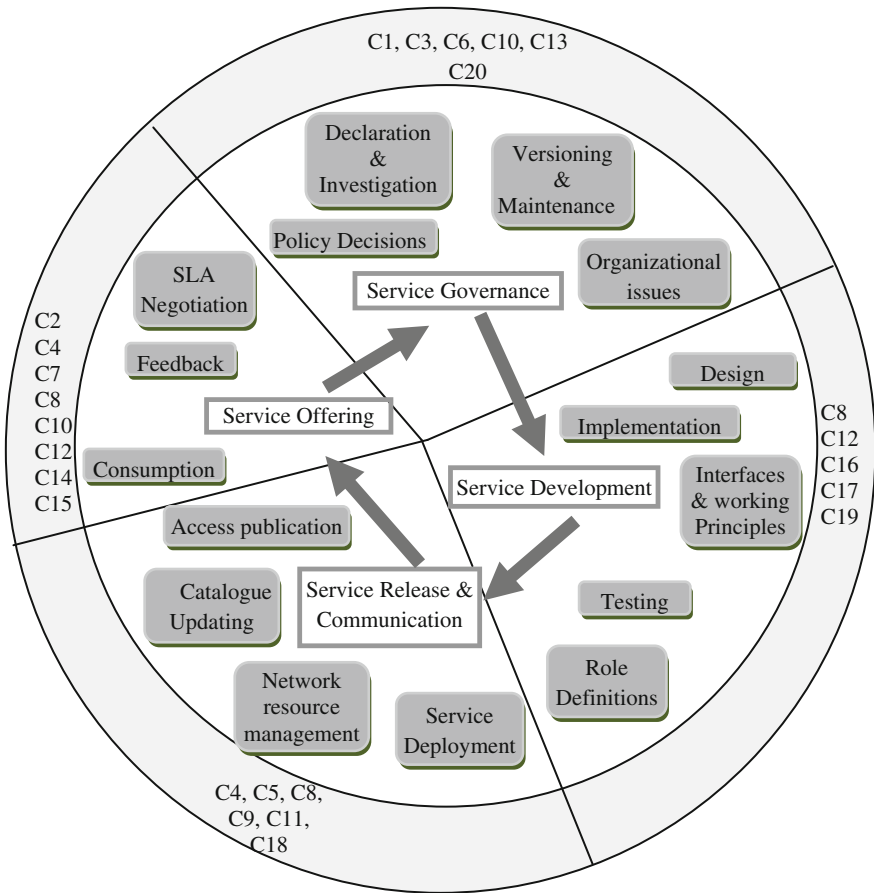 C1, C3, C6, C10, C13
C20
Declaration
&
Investigation
Versioning
&
Maintenance
Policy Decisions
Organizational
issues
Service Governance
SLA
Negotiation
Feedback
Service Offering
Consumption
C2
C4
C7
C8
C10
C12
C14
C15
Design
Implementation
Service Development
Interfaces
& working
Principles
Testing
Role
Definitions
C8
C12
C16
C17
C19
Access publication
Catalogue
Updating
Service Release &
Communication
Network
resource
management
Service
Deployment
C4, C5, C8,
C9, C11,
C18